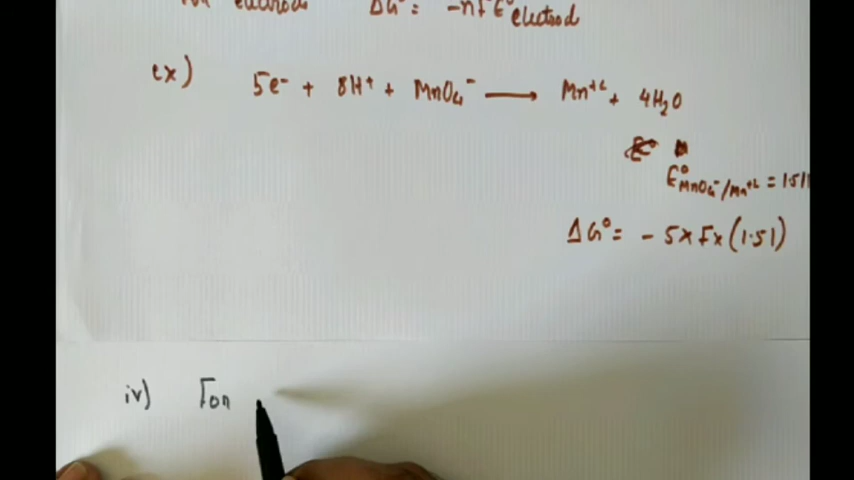 electrode ΔG° = -nFE°electrod
ex) 5e⁻ + 8H⁺ + MnO₄⁻ ⟶ Mn⁺² + 4H₂O
E°MnO₄⁻/Mn⁺² = 1.51
ΔG° = - 5×F×(1.51)
iv) For